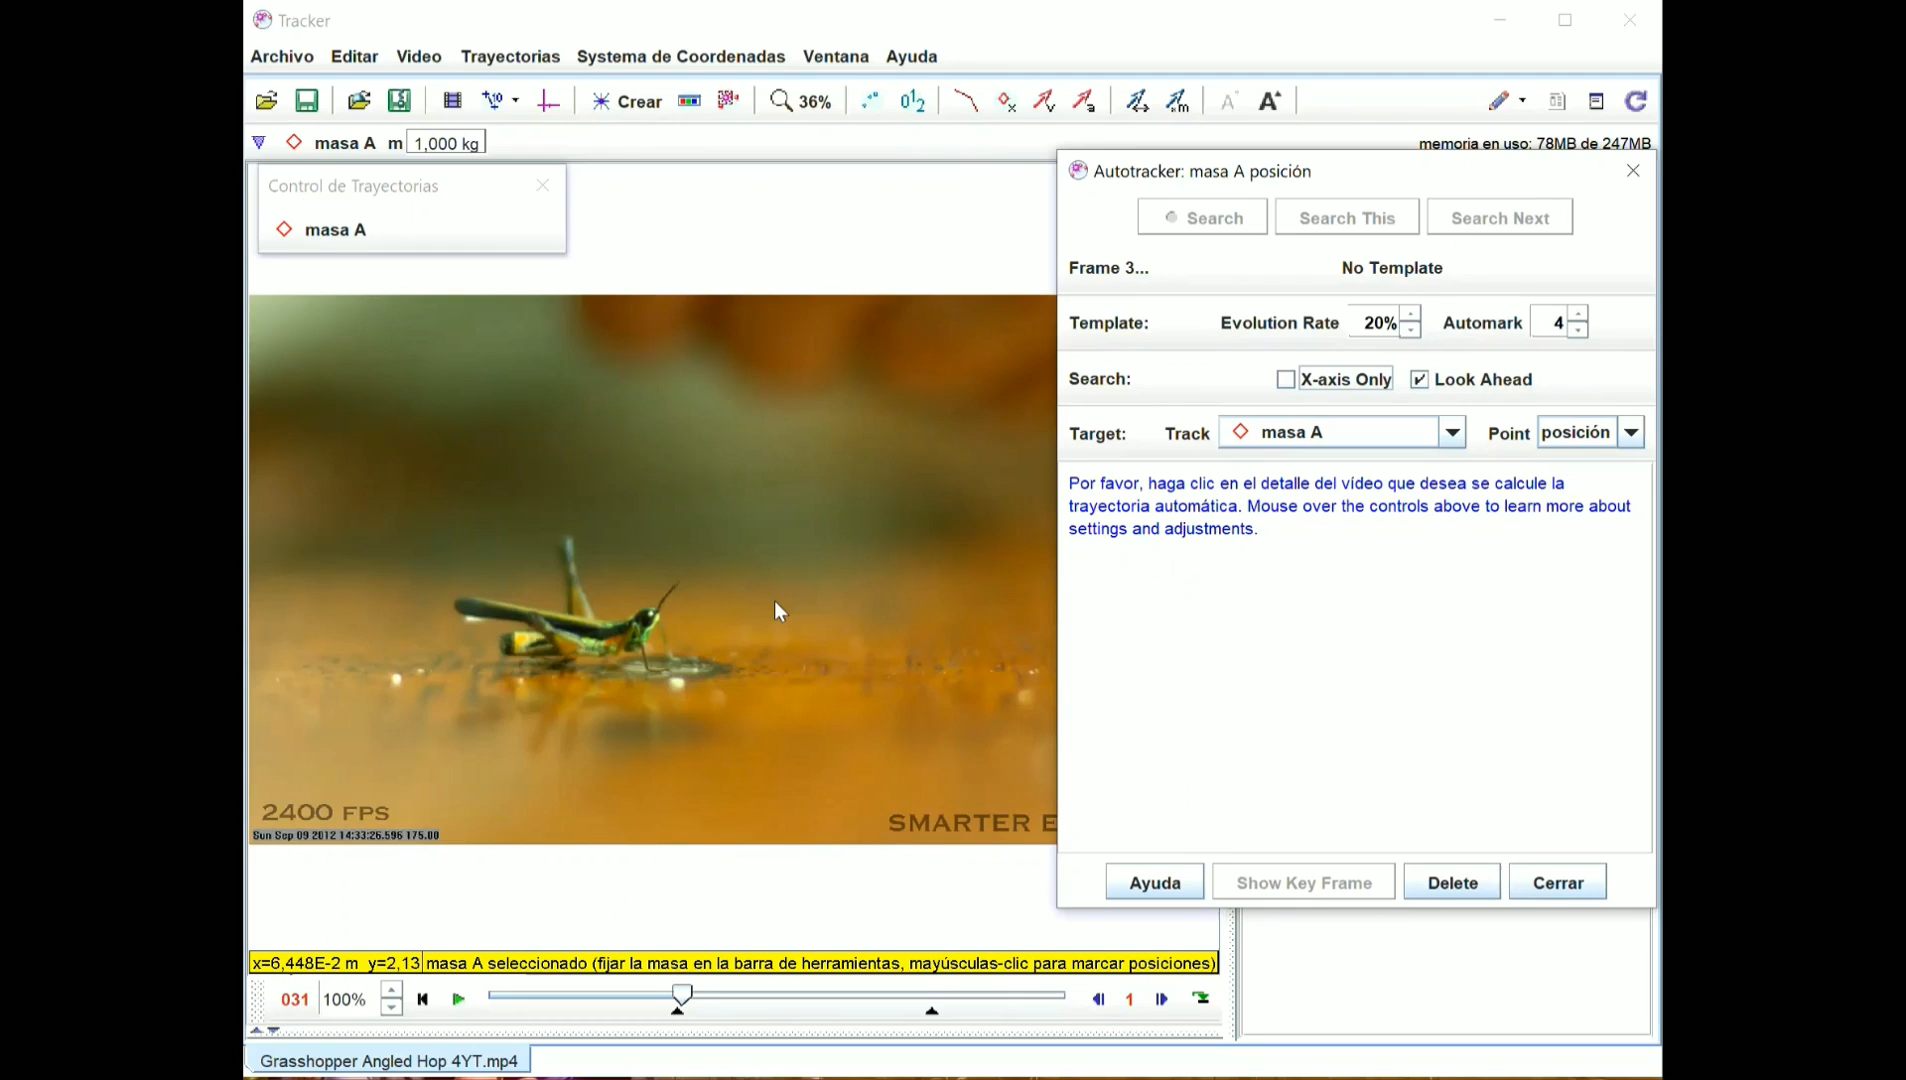 Tracker
Archivo Editar Video Trayectorias Systema de Coordenadas Ventana Ayuda
Crear 36%
masa A m 1,000 kg
memoria en uso: 78MB de 247MB
Control de Trayectorias
masa A
Autotracker: masa A posición
Search Search This Search Next
Frame 3... No Template
Template: Evolution Rate 20% Automark 4
Search: X-axis Only Look Ahead
Target: Track masa A Point posición
Por favor, haga clic en el detalle del vídeo que desea se calcule la
trayectoria automática. Mouse over the controls above to learn more about
settings and adjustments.
2400 FPS
SMARTER E
Sun Sep 09 2012 14:33:26.596 175.00
Ayuda Show Key Frame Delete Cerrar
x=6,448E-2 m y=2,13 masa A seleccionado (fijar la masa en la barra de herramientas, mayúsculas-clic para marcar posiciones)
031 100% 1
Grasshopper Angled Hop 4YT.mp4